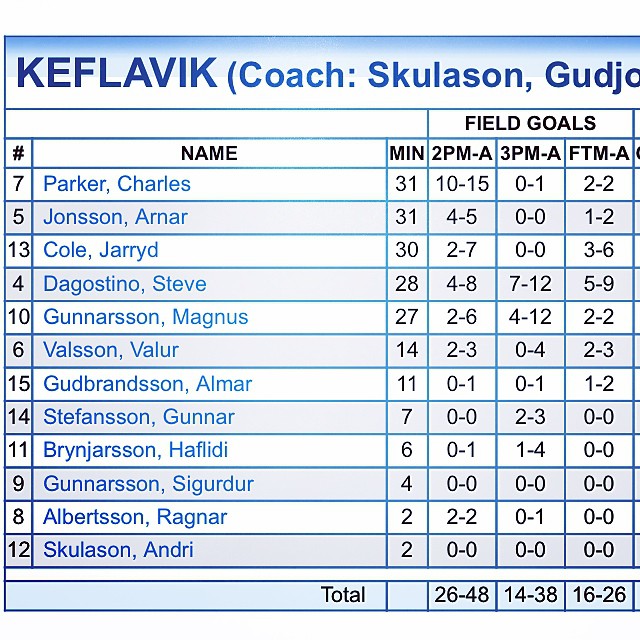 KEFLAVIK (Coach: Skulason, Gudjo
FIELD GOALS
# NAME MIN 2PM-A 3PM-A FTM-A
7 Parker, Charles 31 10-15 0-1 2-2
5 Jonsson, Arnar 31 4-5 0-0 1-2
13 Cole, Jarryd 30 2-7 0-0 3-6
4 Dagostino, Steve 28 4-8 7-12 5-9
10 Gunnarsson, Magnus 27 2-6 4-12 2-2
6 Valsson, Valur 14 2-3 0-4 2-3
15 Gudbrandsson, Almar 11 0-1 0-1 1-2
14 Stefansson, Gunnar 7 0-0 2-3 0-0
11 Brynjarsson, Haflidi 6 0-1 1-4 0-0
9 Gunnarsson, Sigurdur 4 0-0 0-0 0-0
8 Albertsson, Ragnar 2 2-2 0-1 0-0
12 Skulason, Andri 2 0-0 0-0 0-0
Total 26-48 14-38 16-26